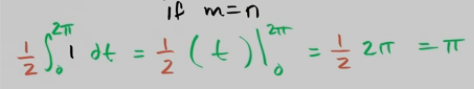 if m=n
1/2 ∫₀^2π 1 dt = 1/2 (t) |₀^2π = 1/2 2π = π